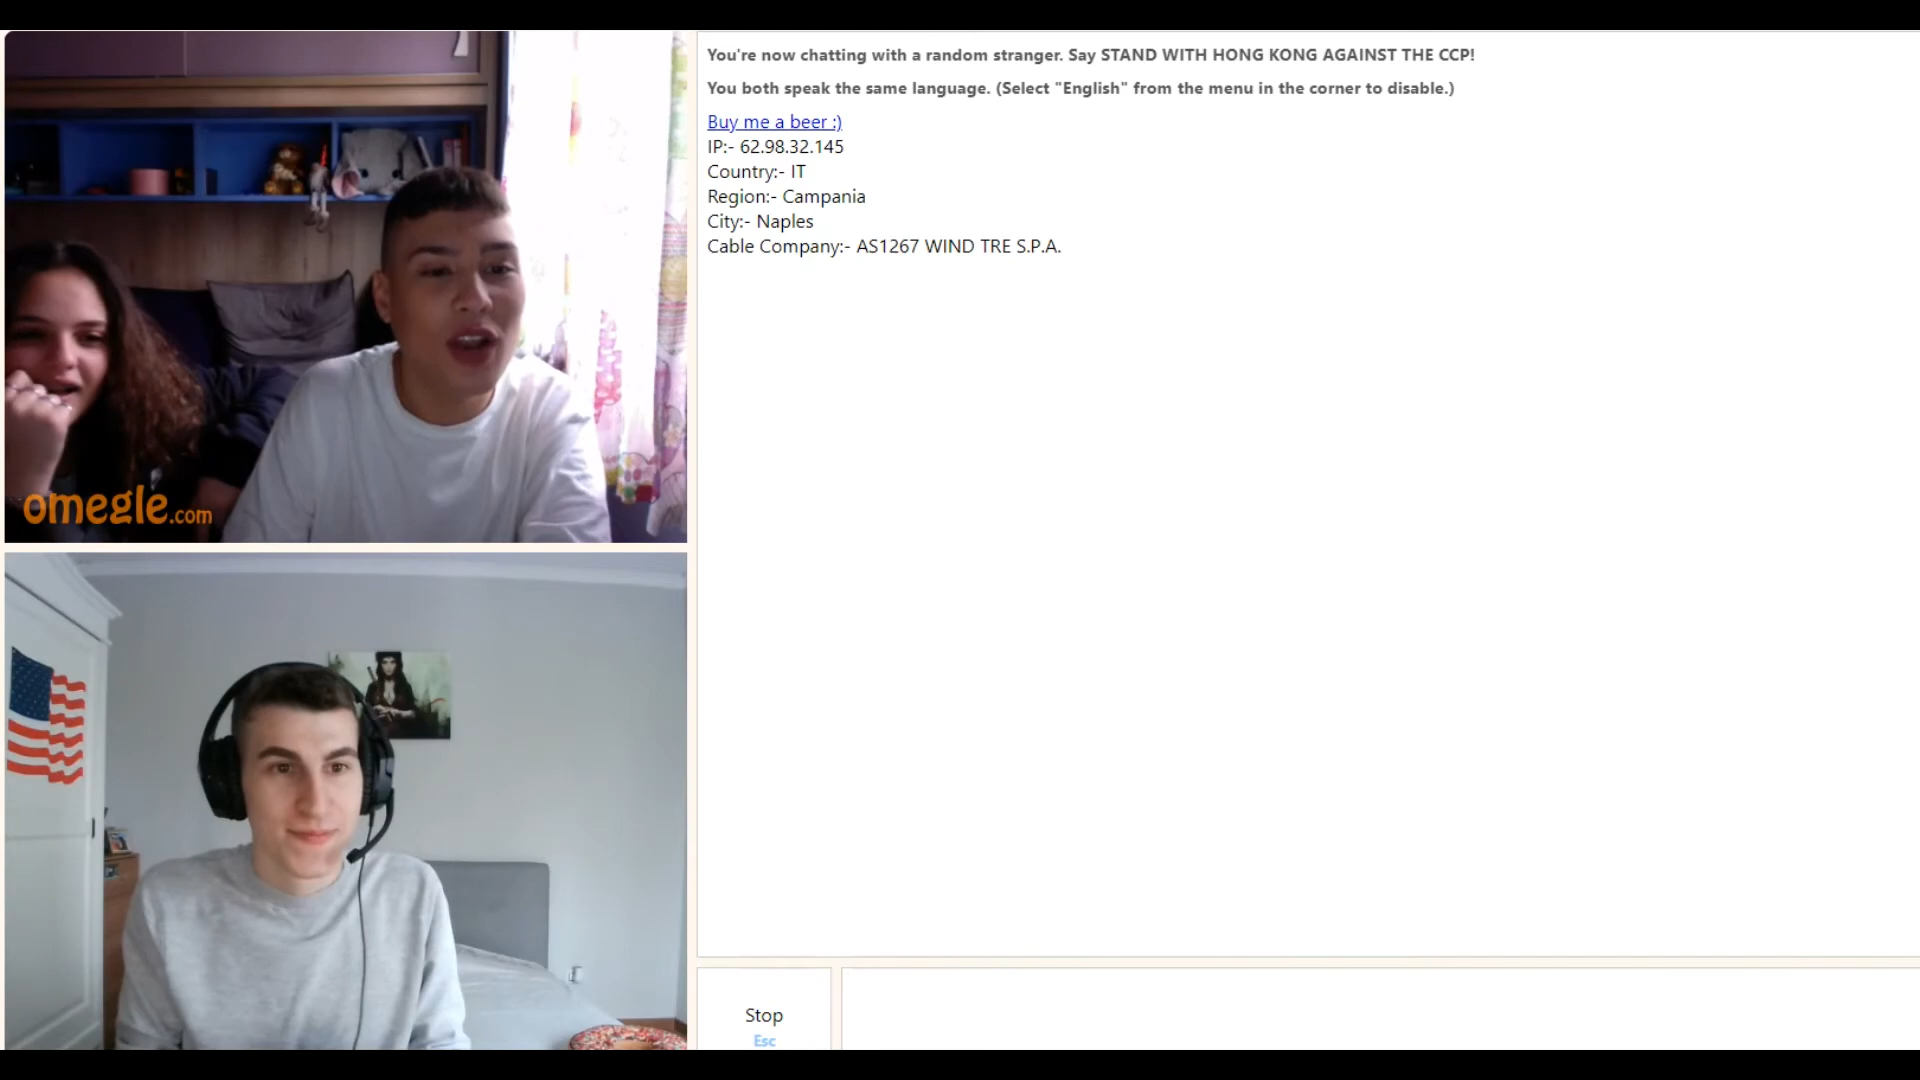 You're now chatting with a random stranger. Say STAND WITH HONG KONG AGAINST THE CCP!
You both speak the same language. (Select "English" from the menu in the corner to disable.)
Buy me a beer :)
IP:- 62.98.32.145
Country:- IT
Region:- Campania
City:- Naples
Cable Company:- AS1267 WIND TRE S.P.A.
omegle.com
Stop
Esc